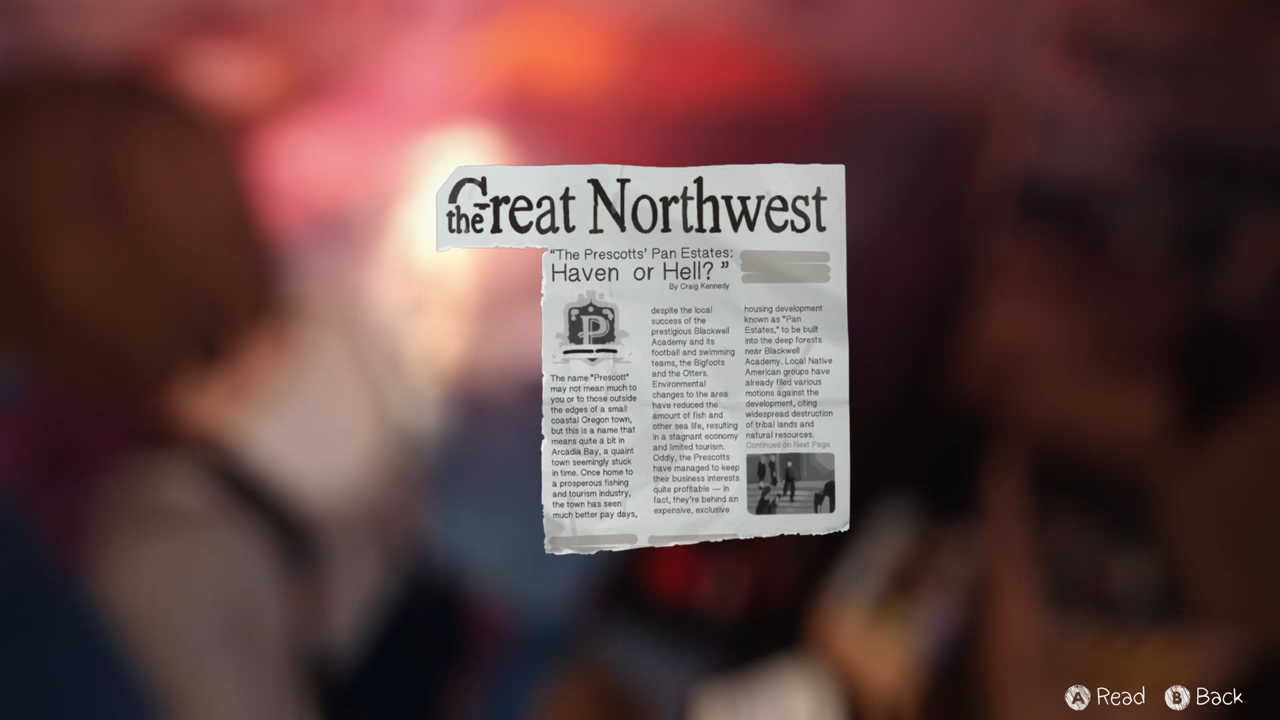 the Great Northwest
"The Prescotts' Pan Estates:
Haven or Hell?"
By Craig Kennedy
P
The name "Prescott"
may not mean much to
you or to those outside
the edges of a small
coastal Oregon town,
but this is a name that
means quite a bit in
Arcadia Bay, a quaint
town seemingly stuck
in time. Once home to
a prosperous fishing
and tourism industry,
the town has seen
much better pay days,
despite the local
success of the
prestigious Blackwell
Academy and its
football and swimming
teams, the Bigfoots
and the Otters.
Environmental
changes to the area
have reduced the
amount of fish and
other sea life, resulting
in a stagnant economy
and limited tourism.
Oddly, the Prescotts
have managed to keep
their business interests
quite profitable — in
fact, they're behind an
expensive, exclusive
housing development
known as "Pan
Estates," to be built
into the deep forests
near Blackwell
Academy. Local Native
American groups have
already filed various
motions against the
development, citing
widespread destruction
of tribal lands and
natural resources.
Continued on Next Page
A Read B Back